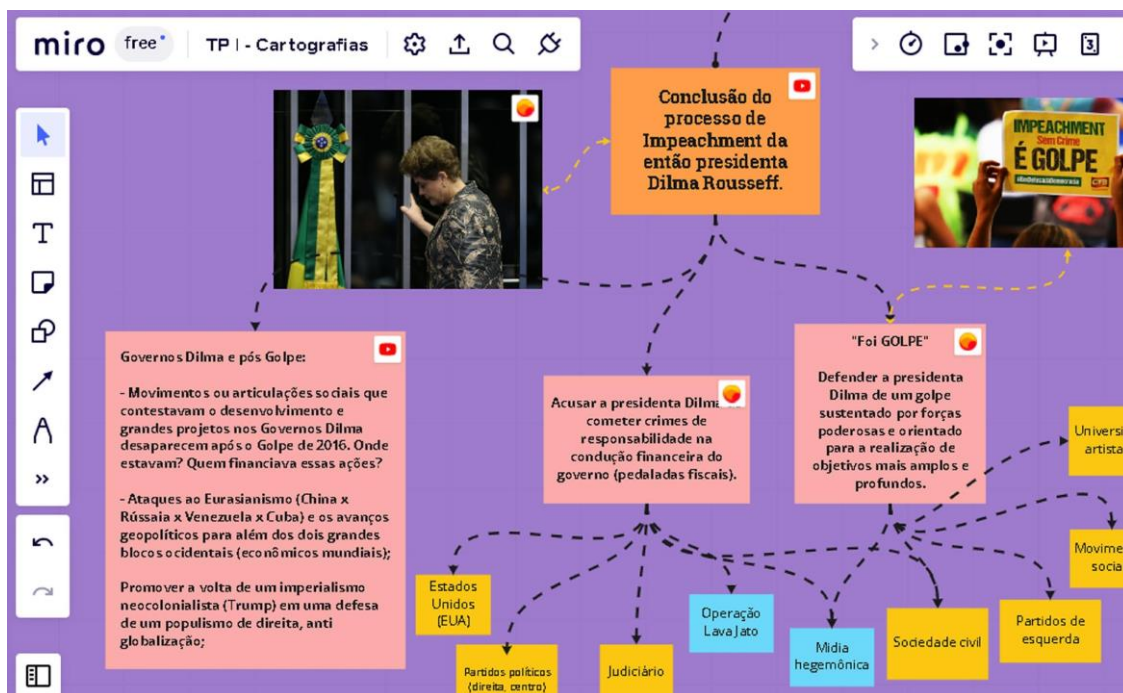 miro
free
TP I - Cartografias
3
Conclusão do
processo de
Impeachment da
então presidenta
Dilma Rousseff.
IMPEACHMENT
Sem Crime
É GOLPE
Governos Dilma e pós Golpe:
- Movimentos ou articulações sociais que
contestavam o desenvolvimento e
grandes projetos nos Governos Dilma
desaparecem após o Golpe de 2016. Onde
estavam? Quem financiava essas ações?
- Ataques ao Eurasianismo (China x
Rússaia x Venezuela x Cuba) e os avanços
geopolíticos para além dos dois grandes
blocos ocidentais (econômicos mundiais);
Promover a volta de um imperialismo
neocolonialista (Trump) em uma defesa
de um populismo de direita, anti
globalização;
Acusar a presidenta Dilma
cometer crimes de
responsabilidade na
condução financeira do
governo (pedaladas fiscais).
"Foi GOLPE"
Defender a presidenta
Dilma de um golpe
sustentado por forças
poderosas e orientado
para a realização de
objetivos mais amplos e
profundos.
Estados
Unidos
(EUA)
Partidos políticos
(direita, centro)
Judiciário
Operação
Lava Jato
Mídia
hegemônica
Sociedade civil
Partidos de
esquerda
Universi
artista
Movime
socia